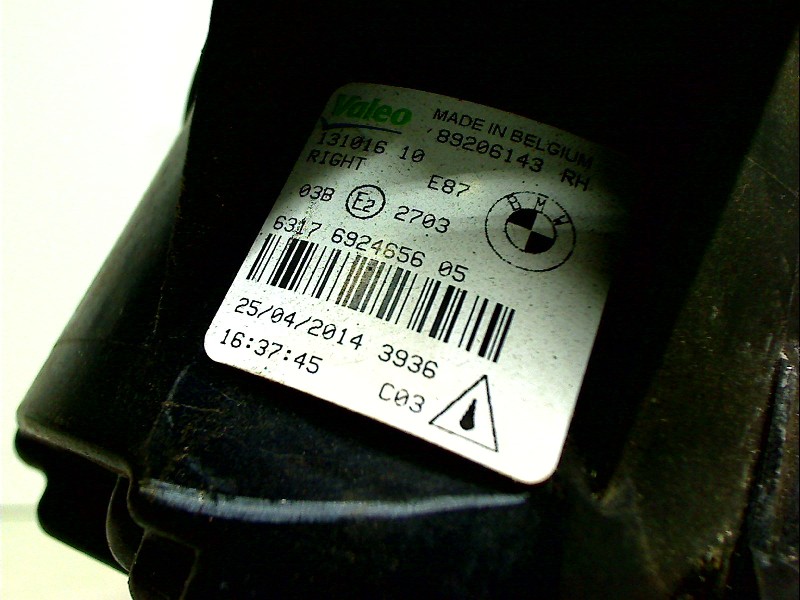 Valeo MADE IN BELGIUM
131016 10 89206143 RH
RIGHT E87
BMW
03B E2 2703
6317 6924656 05
25/04/2014 3936
16:37:45 C03